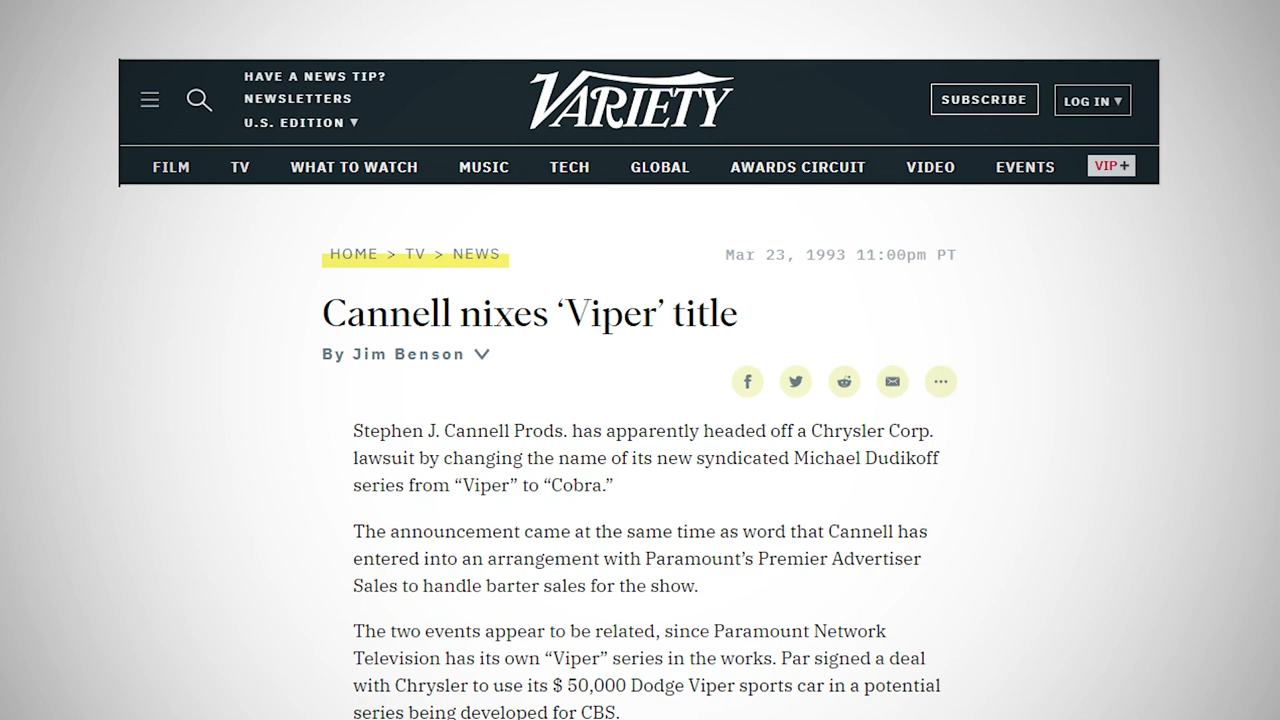 HAVE A NEWS TIP?
NEWSLETTERS
U.S. EDITION ▼
VARIETY
SUBSCRIBE
LOG IN ▼
FILM TV WHAT TO WATCH MUSIC TECH GLOBAL AWARDS CIRCUIT VIDEO EVENTS VIP+
HOME > TV > NEWS
Mar 23, 1993 11:00pm PT
Cannell nixes ‘Viper’ title
By Jim Benson
Stephen J. Cannell Prods. has apparently headed off a Chrysler Corp.
lawsuit by changing the name of its new syndicated Michael Dudikoff
series from “Viper” to “Cobra.”
The announcement came at the same time as word that Cannell has
entered into an arrangement with Paramount’s Premier Advertiser
Sales to handle barter sales for the show.
The two events appear to be related, since Paramount Network
Television has its own “Viper” series in the works. Par signed a deal
with Chrysler to use its $ 50,000 Dodge Viper sports car in a potential
series being developed for CBS.